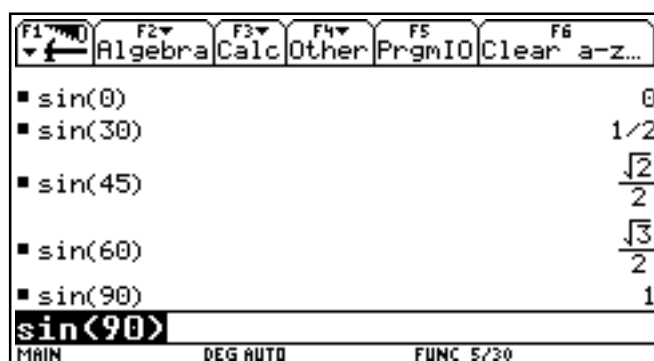 F1 F2 Algebra F3 Calc F4 Other F5 PrgmIO F6 Clear a-z…
sin(0) 0
sin(30) 1/2
sin(45) √2/2
sin(60) √3/2
sin(90) 1
sin(90)
MAIN DEG AUTO FUNC 5/30